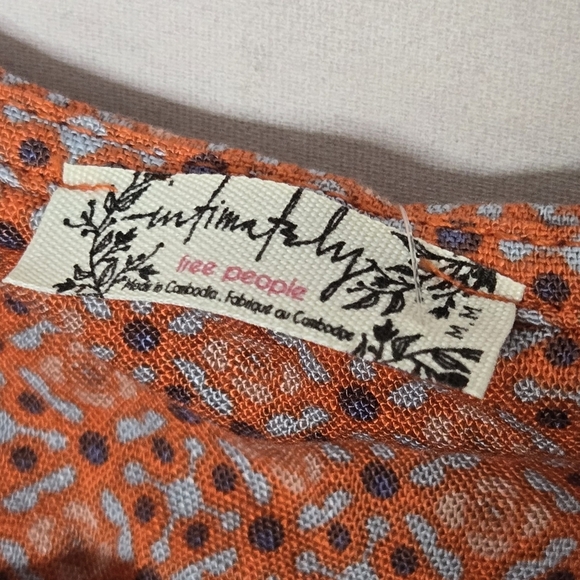 intimately
free people
Made in Cambodia. Fabriqué au Cambodge
M.M